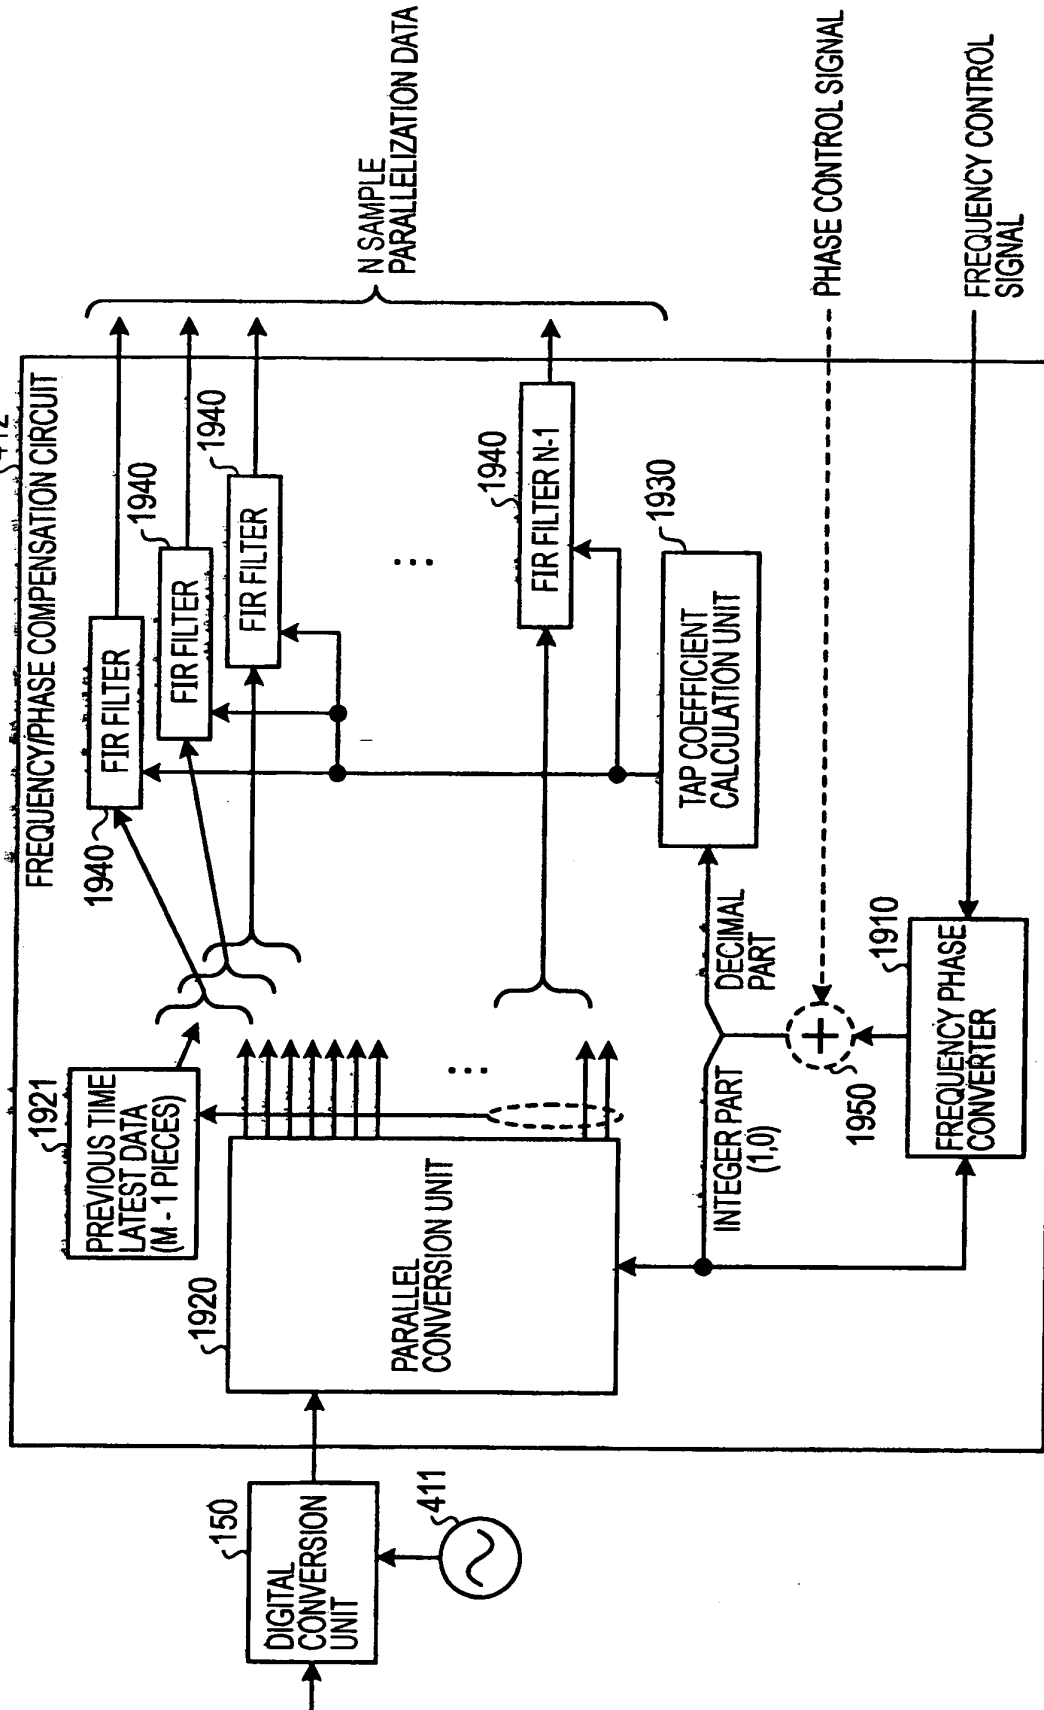 412
FREQUENCY/PHASE COMPENSATION CIRCUIT
150
DIGITAL
CONVERSION
UNIT
411
1920
PARALLEL
CONVERSION UNIT
1921
PREVIOUS TIME
LATEST DATA
(M - 1 PIECES)
...
1940
FIR FILTER
1940
FIR FILTER
1940
FIR FILTER
...
1940
FIR FILTER N-1
N SAMPLE
PARALLELIZATION DATA
1930
TAP COEFFICIENT
CALCULATION UNIT
INTEGER PART
(1,0)
DECIMAL
PART
+
1950
PHASE CONTROL SIGNAL
1910
FREQUENCY PHASE
CONVERTER
FREQUENCY CONTROL
SIGNAL